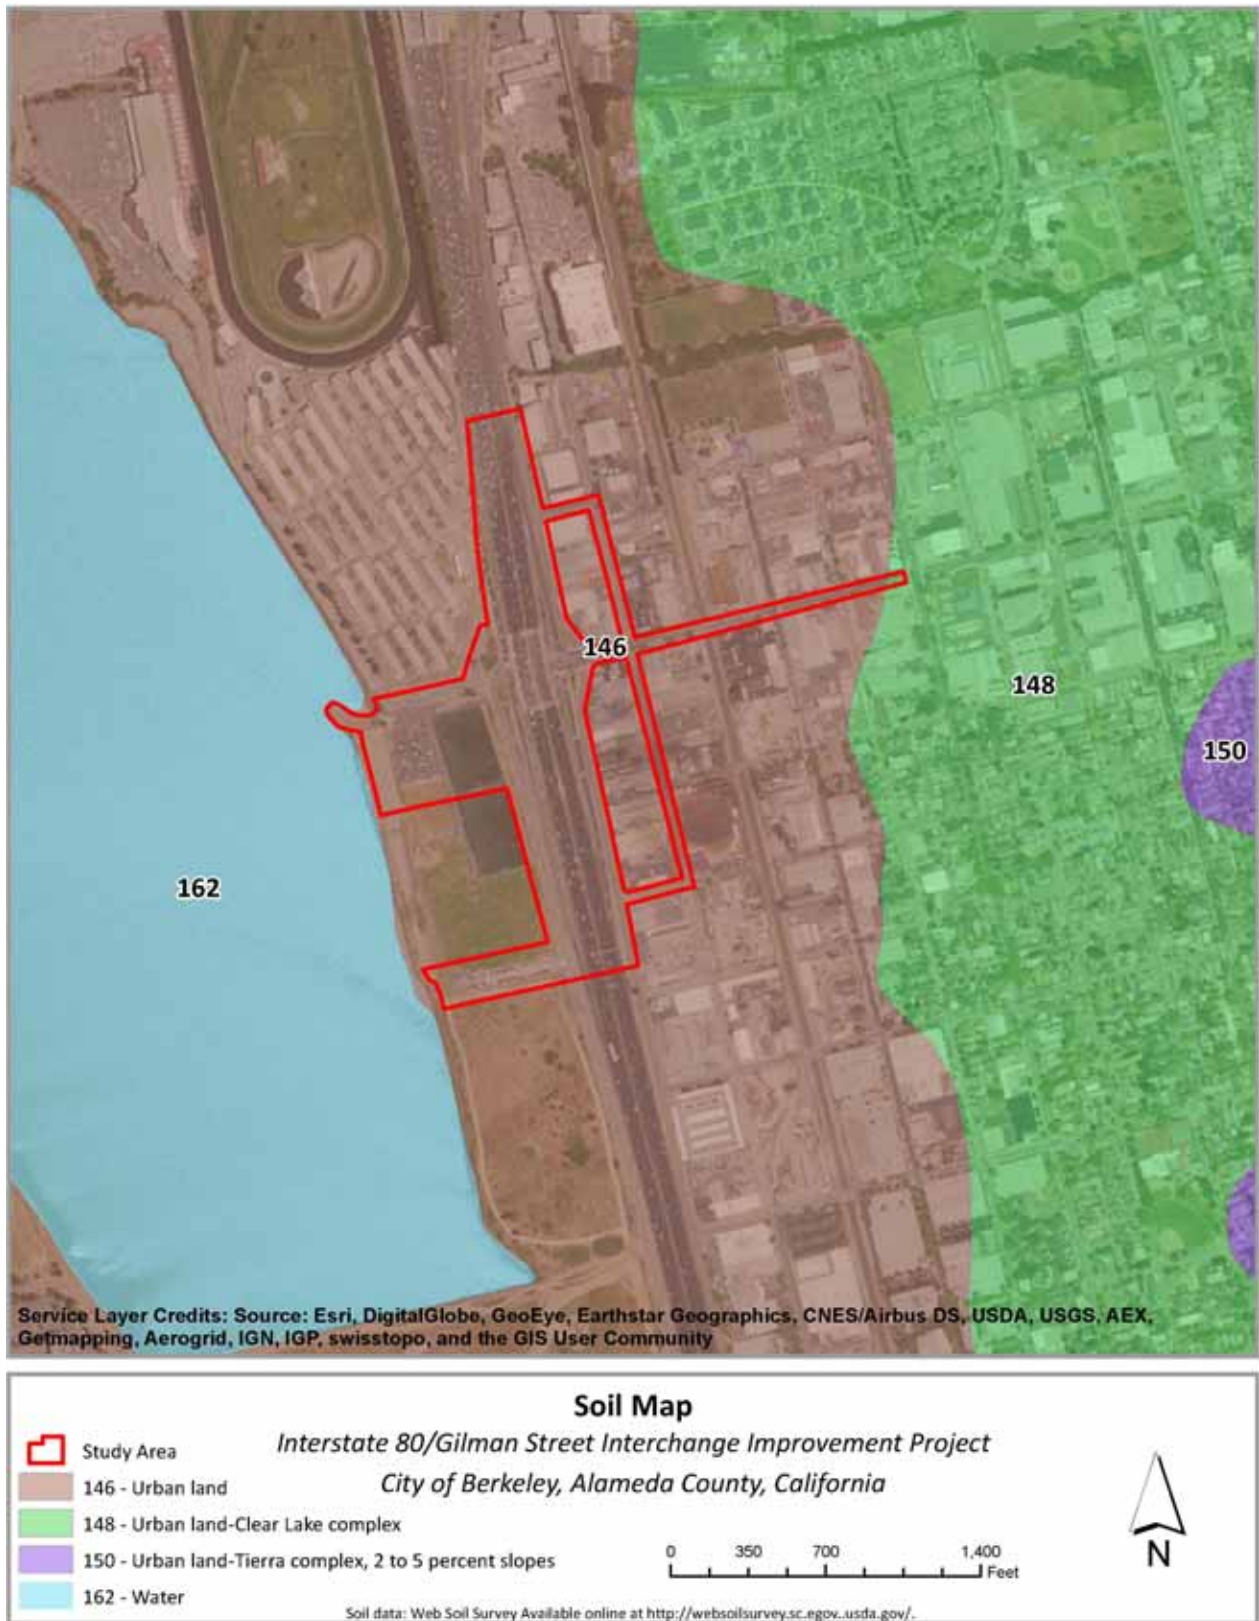 146
148
150
162
Service Layer Credits: Source: Esri, DigitalGlobe, GeoEye, Earthstar Geographics, CNES/Airbus DS, USDA, USGS, AEX,
Getmapping, Aerogrid, IGN, IGP, swisstopo, and the GIS User Community
Soil Map
Interstate 80/Gilman Street Interchange Improvement Project
City of Berkeley, Alameda County, California
Study Area
146 - Urban land
148 - Urban land-Clear Lake complex
150 - Urban land-Tierra complex, 2 to 5 percent slopes
162 - Water
0 350 700 1,400
Feet
N
Soil data: Web Soil Survey Available online at http://websoilsurvey.sc.egov..usda.gov/.